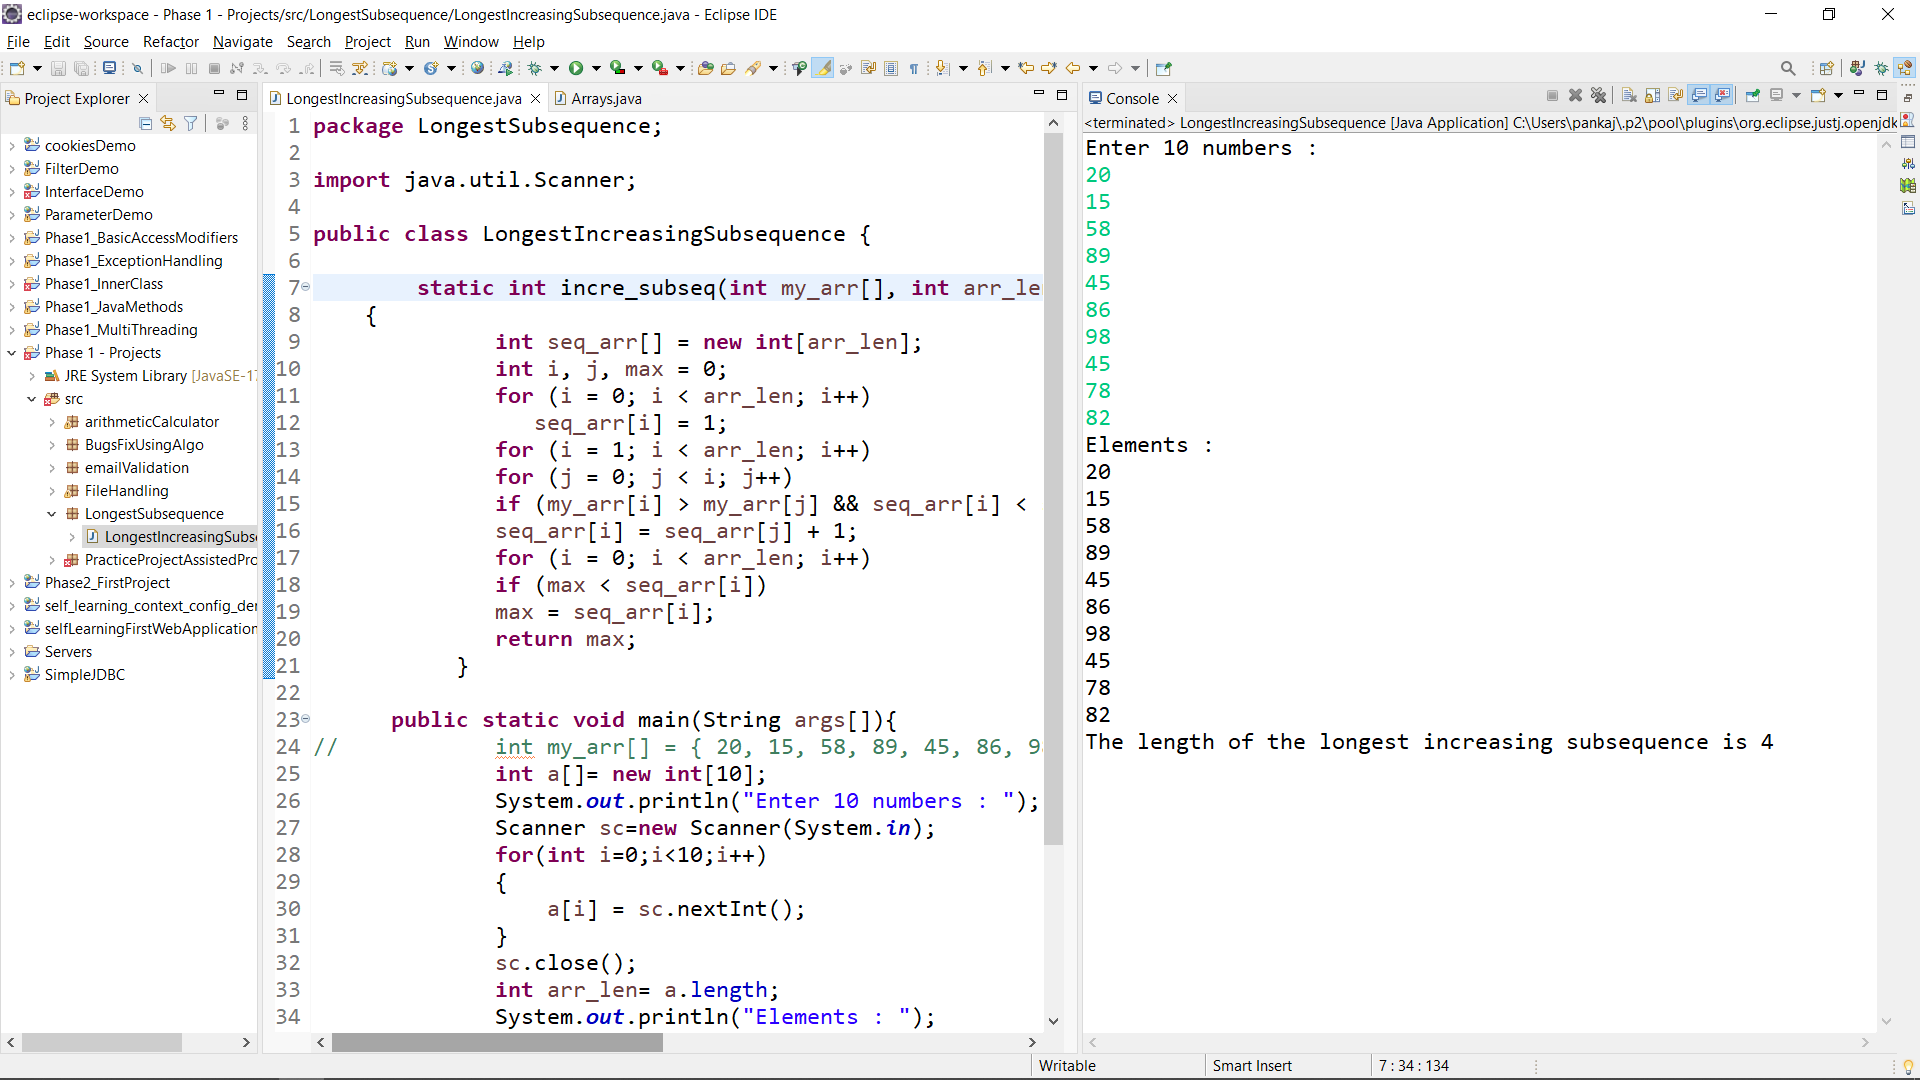 eclipse-workspace - Phase 1 - Projects/src/LongestSubsequence/LongestIncreasingSubsequence.java - Eclipse IDE
File Edit Source Refactor Navigate Search Project Run Window Help
Project Explorer
cookiesDemo
FilterDemo
InterfaceDemo
ParameterDemo
Phase1_BasicAccessModifiers
Phase1_ExceptionHandling
Phase1_InnerClass
Phase1_JavaMethods
Phase1_MultiThreading
Phase 1 - Projects
JRE System Library [JavaSE-17
src
arithmeticCalculator
BugsFixUsingAlgo
emailValidation
FileHandling
LongestSubsequence
LongestIncreasingSubse
PracticeProjectAssistedPro
Phase2_FirstProject
self_learning_context_config_der
selfLearningFirstWebApplication
Servers
SimpleJDBC
LongestIncreasingSubsequence.java Arrays.java
1 package LongestSubsequence;
2
3 import java.util.Scanner;
4
5 public class LongestIncreasingSubsequence {
6
7 static int incre_subseq(int my_arr[], int arr_le
8 {
9 int seq_arr[] = new int[arr_len];
10 int i, j, max = 0;
11 for (i = 0; i < arr_len; i++)
12 seq_arr[i] = 1;
13 for (i = 1; i < arr_len; i++)
14 for (j = 0; j < i; j++)
15 if (my_arr[i] > my_arr[j] && seq_arr[i] <
16 seq_arr[i] = seq_arr[j] + 1;
17 for (i = 0; i < arr_len; i++)
18 if (max < seq_arr[i])
19 max = seq_arr[i];
20 return max;
21 }
22
23 public static void main(String args[]){
24 // int my_arr[] = { 20, 15, 58, 89, 45, 86, 9
25 int a[]= new int[10];
26 System.out.println("Enter 10 numbers : ");
27 Scanner sc=new Scanner(System.in);
28 for(int i=0;i<10;i++)
29 {
30 a[i] = sc.nextInt();
31 }
32 sc.close();
33 int arr_len= a.length;
34 System.out.println("Elements : ");
Console
<terminated> LongestIncreasingSubsequence [Java Application] C:\Users\pankaj\.p2\pool\plugins\org.eclipse.justj.openjdk
Enter 10 numbers :
20
15
58
89
45
86
98
45
78
82
Elements :
20
15
58
89
45
86
98
45
78
82
The length of the longest increasing subsequence is 4
Writable Smart Insert 7 : 34 : 134